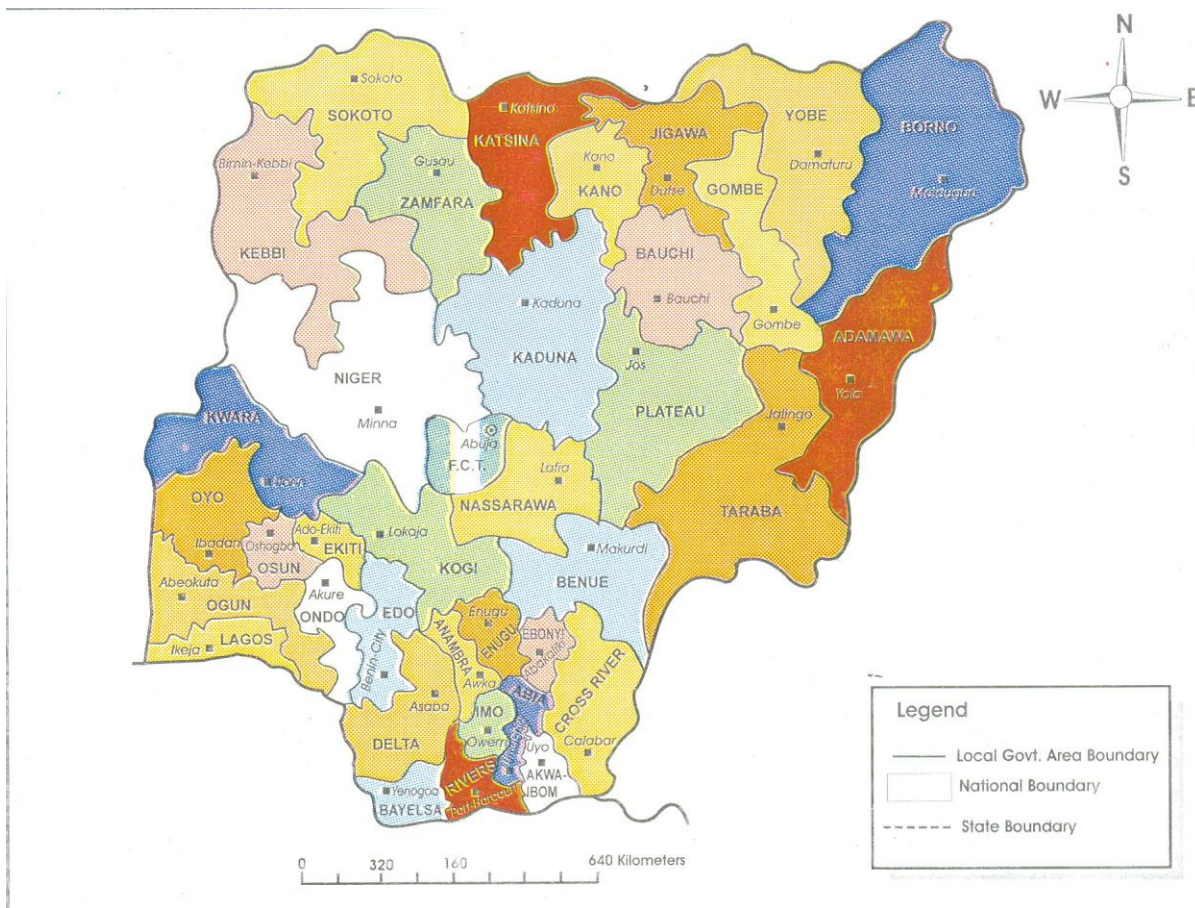 N
W E
S
Sokoto
SOKOTO
Katsina
KATSINA
JIGAWA
YOBE
BORNO
Birnin-Kebbi
Gusau
ZAMFARA
Kano
KANO
Dutse
GOMBE
Damaturu
Maiduguri
KEBBI
BAUCHI
Bauchi
Kaduna
KADUNA
Gombe
ADAMAWA
Jos
Yola
NIGER
Minna
PLATEAU
Jalingo
KWARA
Abuja
F.C.T.
Lafia
NASSARAWA
TARABA
OYO
Ibadan
Oshogbo
OSUN
Ado-Ekiti
EKITI
Lokoja
KOGI
Makurdi
BENUE
Abeokuta
OGUN
Akure
ONDO
EDO
Benin-City
Enugu
ENUGU
EBONYI
Abakaliki
ANAMBRA
Awka
Ikeja
LAGOS
Asaba
DELTA
IMO
Owerri
ABIA
CROSS RIVER
Calabar
Uyo
AKWA-
IBOM
RIVERS
Port-Harcourt
Yenogoa
BAYELSA
Legend
Local Govt. Area Boundary
National Boundary
State Boundary
0 320 160 640 Kilometers